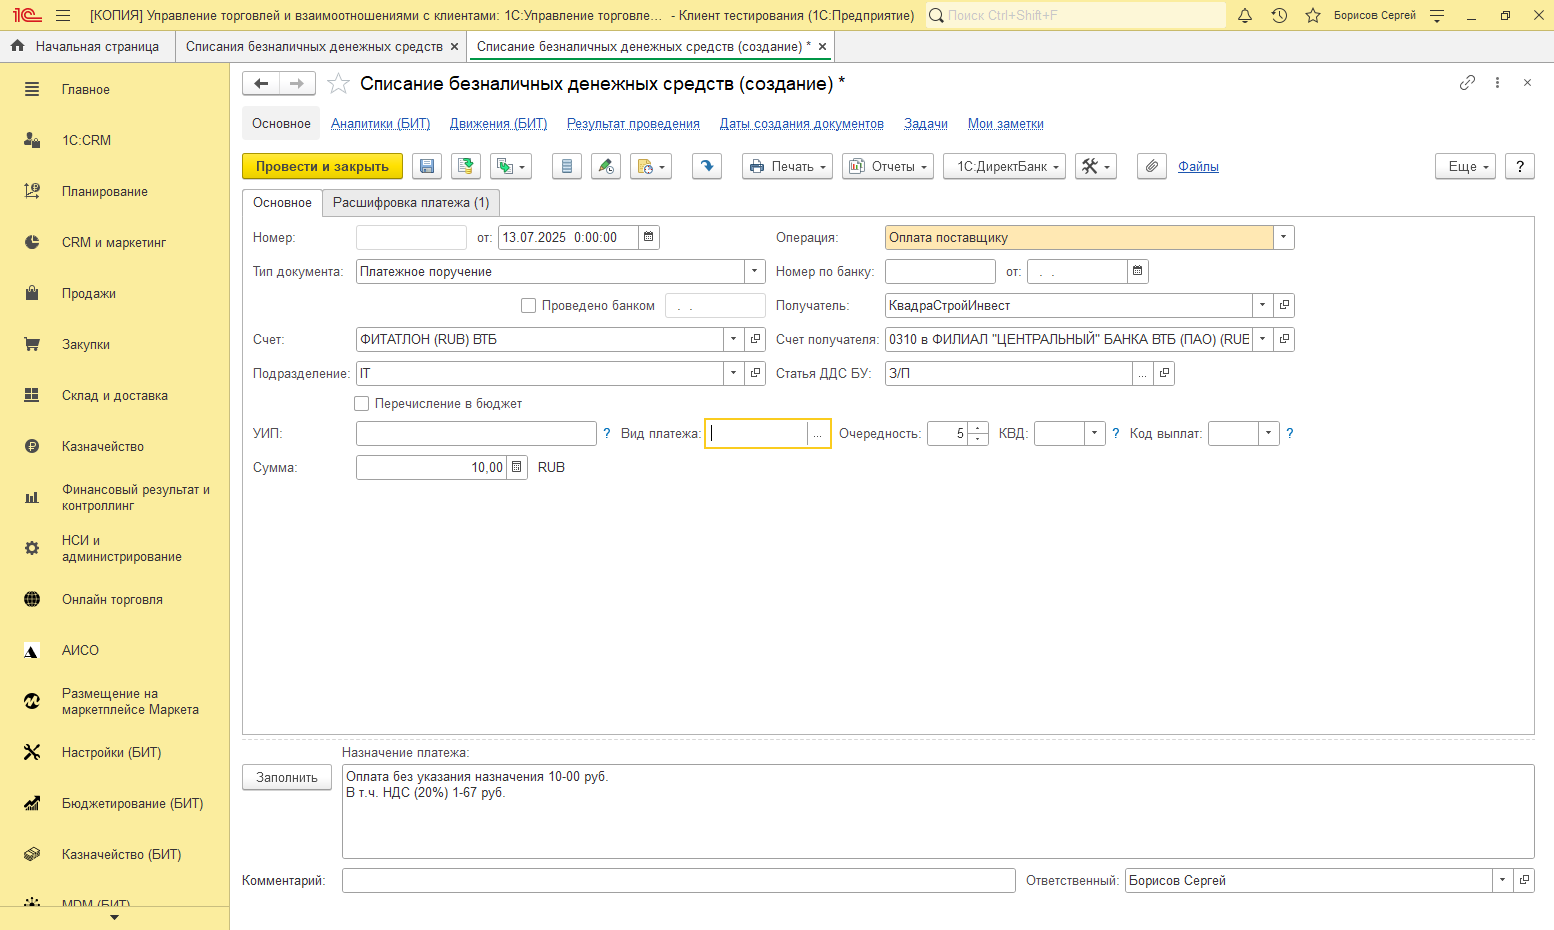 [КОПИЯ] Управление торговлей и взаимоотношениями с клиентами: 1С:Управление торговле... - Клиент тестирования (1С:Предприятие)
Поиск Ctrl+Shift+F
Борисов Сергей
Начальная страница
Списания безналичных денежных средств
Списание безналичных денежных средств (создание) *
Главное
1С:CRM
Планирование
CRM и маркетинг
Продажи
Закупки
Склад и доставка
Казначейство
Финансовый результат и
контроллинг
НСИ и
администрирование
Онлайн торговля
АИСО
Размещение на
маркетплейсе Маркета
Настройки (БИТ)
Бюджетирование (БИТ)
Казначейство (БИТ)
MDM (БИТ)
Списание безналичных денежных средств (создание) *
Основное Аналитики (БИТ) Движения (БИТ) Результат проведения Даты создания документов Задачи Мои заметки
Провести и закрыть Печать Отчеты 1С:ДиректБанк Файлы Еще ?
Основное Расшифровка платежа (1)
Номер: от: 13.07.2025 0:00:00 Операция: Оплата поставщику
Тип документа: Платежное поручение Номер по банку: от: . .
Проведено банком . . Получатель: КвадраСтройИнвест
Счет: ФИТАТЛОН (RUB) ВТБ Счет получателя: 0310 в ФИЛИАЛ "ЦЕНТРАЛЬНЫЙ" БАНКА ВТБ (ПАО) (RUB
Подразделение: IT Статья ДДС БУ: З/П ...
Перечисление в бюджет
УИП: ? Вид платежа: ... Очередность: 5 КВД: ? Код выплат: ?
Сумма: 10,00 RUB
Назначение платежа:
Заполнить
Оплата без указания назначения 10-00 руб.
В т.ч. НДС (20%) 1-67 руб.
Комментарий: Ответственный: Борисов Сергей